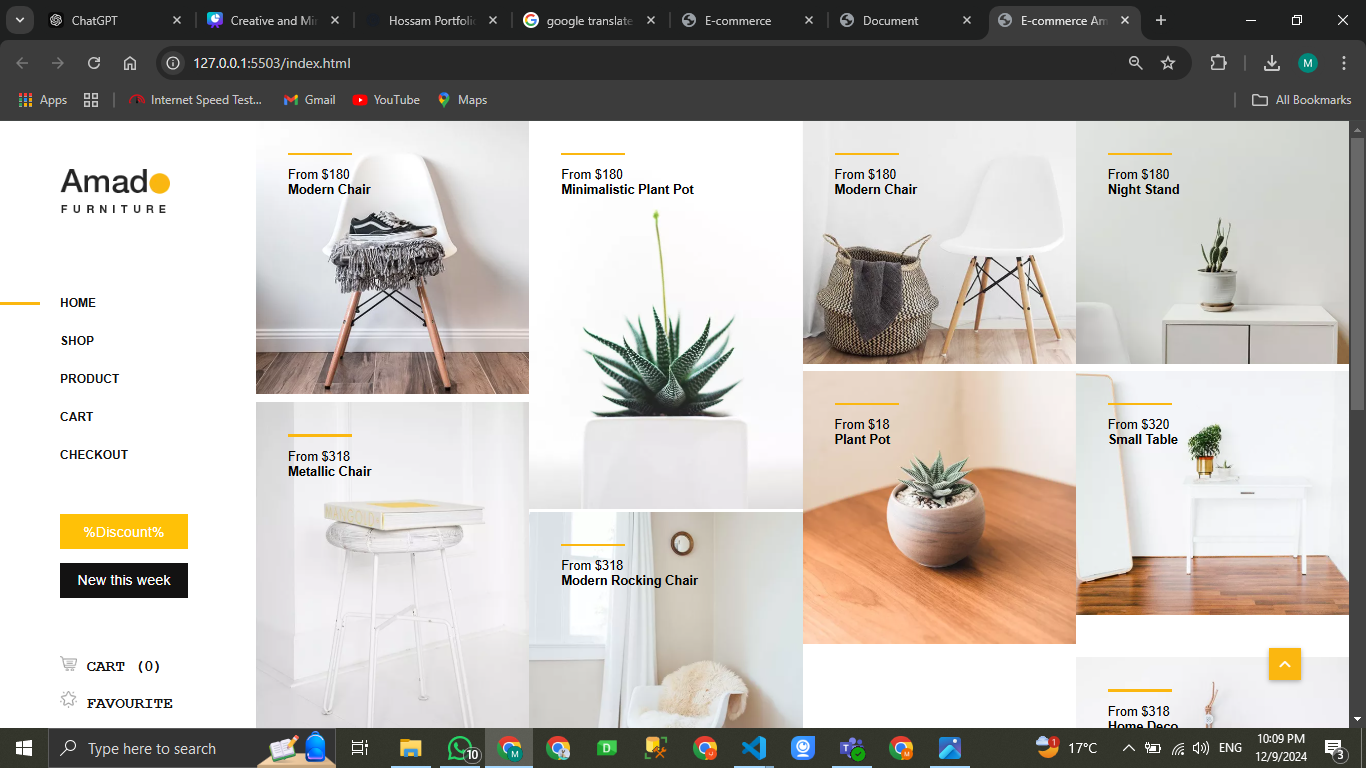 ChatGPT
Creative and Mi
Hossam Portfoli
google translate
E-commerce
Document
E-commerce Am
127.0.0.1:5503/index.html
M
Apps
Internet Speed Test...
Gmail
YouTube
Maps
All Bookmarks
Amado
FURNITURE
HOME
SHOP
PRODUCT
CART
CHECKOUT
%Discount%
New this week
CART (0)
FAVOURITE
From $180
Modern Chair
From $180
Minimalistic Plant Pot
From $180
Modern Chair
From $180
Night Stand
From $318
Metallic Chair
From $318
Modern Rocking Chair
From $18
Plant Pot
From $320
Small Table
From $318
Home Deco
Type here to search
10
1
17°C
ENG
10:09 PM
12/9/2024
3